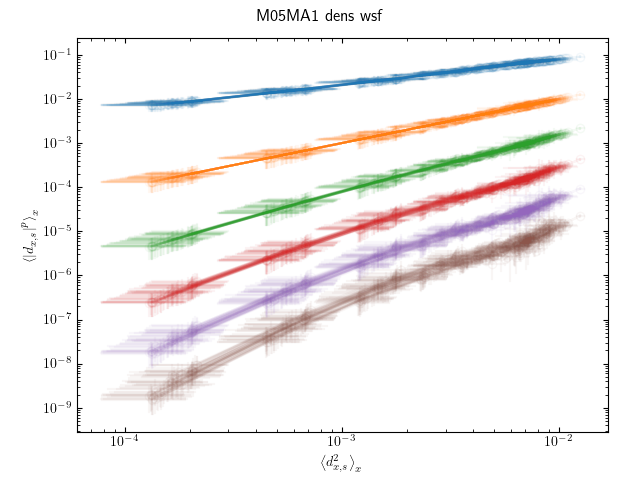 M05MA1 dens wsf
10⁻¹
10⁻²
10⁻³
10⁻⁴
10⁻⁵
10⁻⁶
10⁻⁷
10⁻⁸
10⁻⁹
⟨|d_{x,s}|^p⟩_x
10⁻⁴ 10⁻³ 10⁻²
⟨d²_{x,s}⟩_x